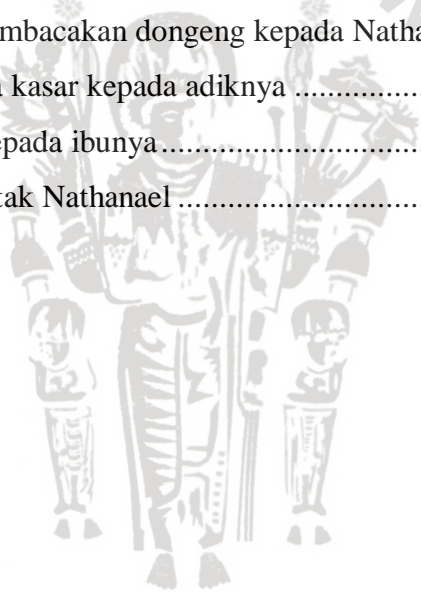 mbacakan dongeng kepada Natha
kasar kepada adiknya ..................
epada ibunya ..................................
tak Nathanael ................................